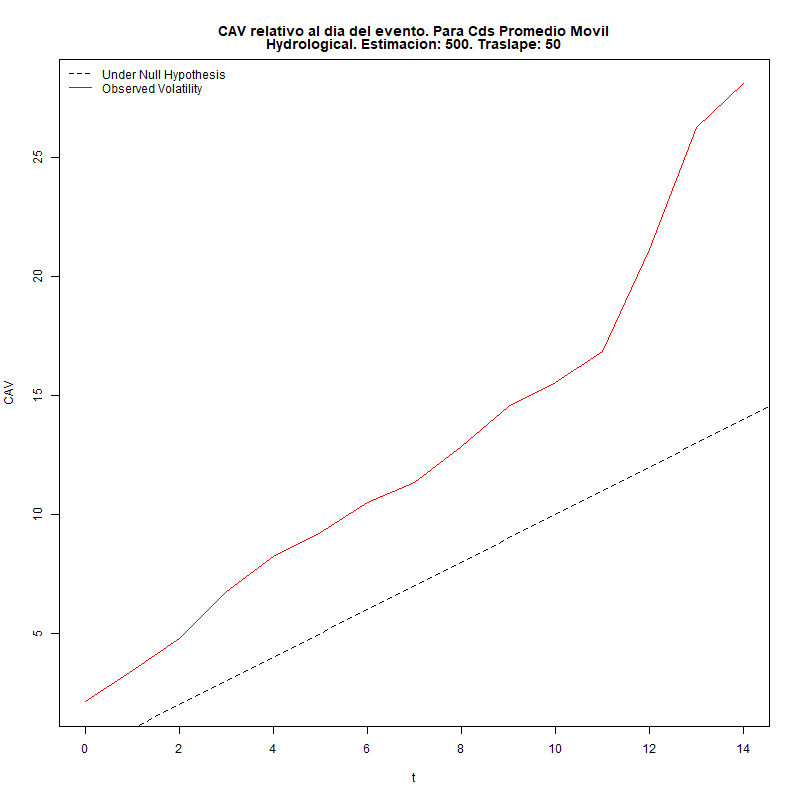 CAV relativo al dia del evento. Para Cds Promedio Movil
Hydrological. Estimacion: 500. Traslape: 50
Under Null Hypothesis
Observed Volatility
25
20
15
10
5
CAV
0 2 4 6 8 10 12 14
t